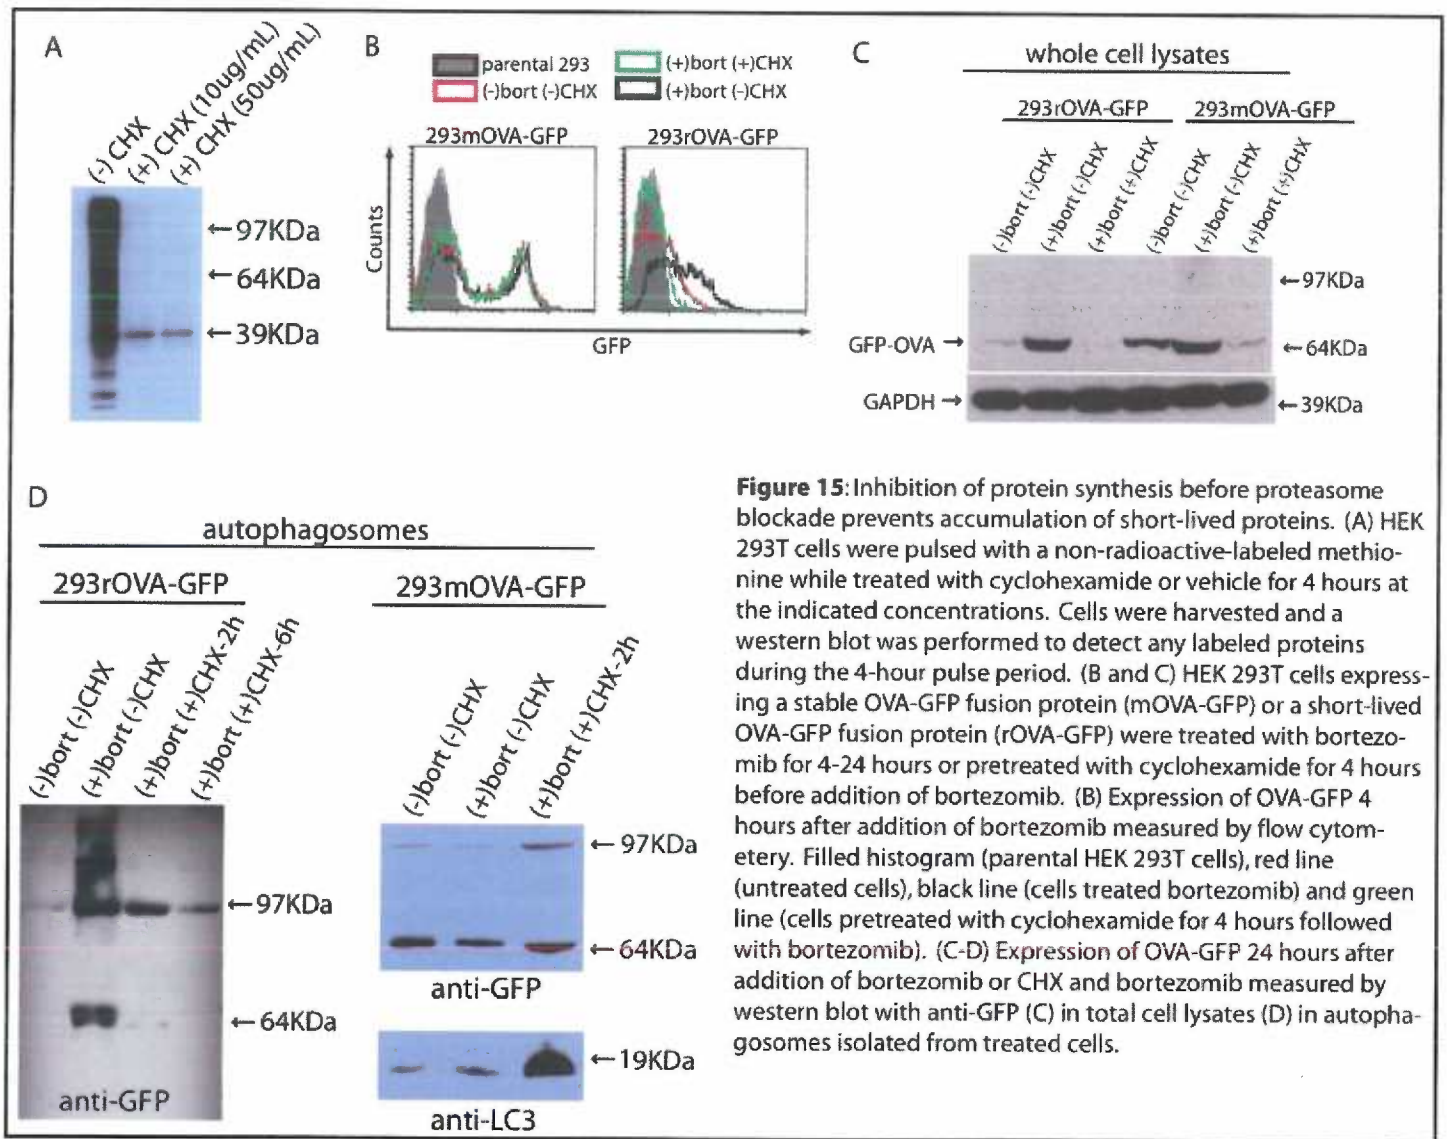 A
(-) CHX
(+) CHX (10ug/mL)
(+) CHX (50ug/mL)
←97KDa
←64KDa
←39KDa
B
parental 293
(-)bort (-)CHX
(+)bort (+)CHX
(+)bort (-)CHX
293mOVA-GFP
293rOVA-GFP
Counts
GFP
C
whole cell lysates
293rOVA-GFP
293mOVA-GFP
(-)bort (-)CHX
(+)bort (-)CHX
(+)bort (+)CHX
(-)bort (-)CHX
(+)bort (-)CHX
(+)bort (+)CHX
←97KDa
GFP-OVA →
←64KDa
GAPDH →
←39KDa
D
autophagosomes
293rOVA-GFP
293mOVA-GFP
(-)bort (-)CHX
(+)bort (-)CHX
(+)bort (+)CHX-2h
(+)bort (+)CHX-6h
←97KDa
←64KDa
anti-GFP
(-)bort (-)CHX
(+)bort (-)CHX
(+)bort (+)CHX-2h
←97KDa
←64KDa
anti-GFP
←19KDa
anti-LC3
Figure 15: Inhibition of protein synthesis before proteasome
blockade prevents accumulation of short-lived proteins. (A) HEK
293T cells were pulsed with a non-radioactive-labeled methio-
nine while treated with cyclohexamide or vehicle for 4 hours at
the indicated concentrations. Cells were harvested and a
western blot was performed to detect any labeled proteins
during the 4-hour pulse period. (B and C) HEK 293T cells express-
ing a stable OVA-GFP fusion protein (mOVA-GFP) or a short-lived
OVA-GFP fusion protein (rOVA-GFP) were treated with bortezo-
mib for 4-24 hours or pretreated with cyclohexamide for 4 hours
before addition of bortezomib. (B) Expression of OVA-GFP 4
hours after addition of bortezomib measured by flow cytom-
etery. Filled histogram (parental HEK 293T cells), red line
(untreated cells), black line (cells treated bortezomib) and green
line (cells pretreated with cyclohexamide for 4 hours followed
with bortezomib). (C-D) Expression of OVA-GFP 24 hours after
addition of bortezomib or CHX and bortezomib measured by
western blot with anti-GFP (C) in total cell lysates (D) in autopha-
gosomes isolated from treated cells.